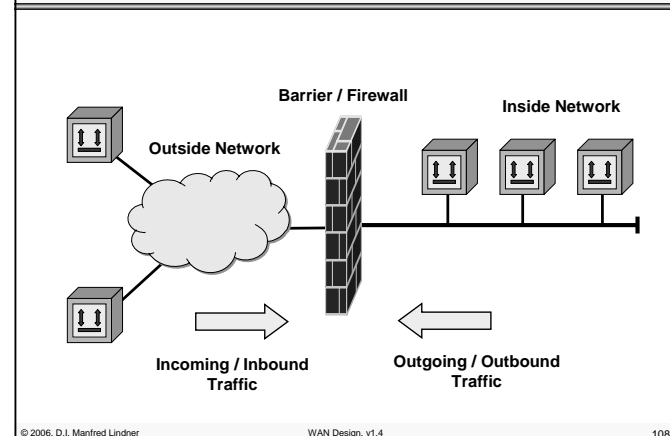 Barrier / Firewall
Inside Network
Outside Network
Incoming / Inbound
Traffic
Outgoing / Outbound
Traffic
© 2006, D.I. Manfred Lindner
WAN Design, v1.4
108